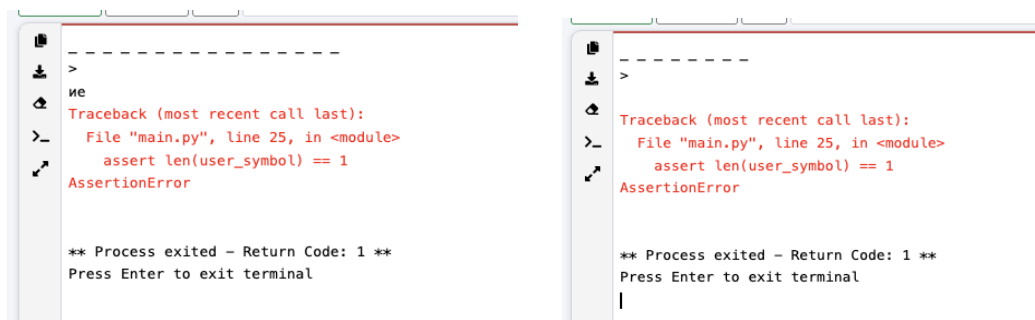 _ _ _ _ _ _ _ _ _ _ _ _ _ _ _ _
>
ие
Traceback (most recent call last):
  File "main.py", line 25, in <module>
    assert len(user_symbol) == 1
AssertionError
** Process exited – Return Code: 1 **
Press Enter to exit terminal
_ _ _ _ _ _ _ _
>
Traceback (most recent call last):
  File "main.py", line 25, in <module>
    assert len(user_symbol) == 1
AssertionError
** Process exited – Return Code: 1 **
Press Enter to exit terminal